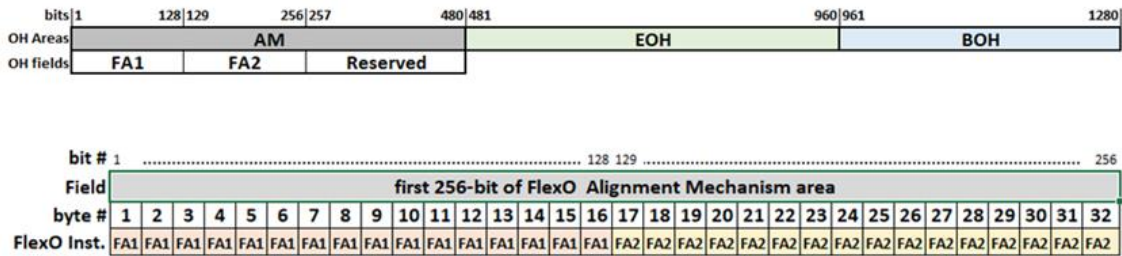 bits 1 128 129 256 257 480 481 960 961 1280
OH Areas AM EOH BOH
OH fields FA1 FA2 Reserved
bit # 1 ........ 128 129 ........ 256
Field first 256-bit of FlexO Alignment Mechanism area
byte # 1 2 3 4 5 6 7 8 9 10 11 12 13 14 15 16 17 18 19 20 21 22 23 24 25 26 27 28 29 30 31 32
FlexO Inst. FA1 FA1 FA1 FA1 FA1 FA1 FA1 FA1 FA1 FA1 FA1 FA1 FA1 FA1 FA1 FA1 FA2 FA2 FA2 FA2 FA2 FA2 FA2 FA2 FA2 FA2 FA2 FA2 FA2 FA2 FA2 FA2